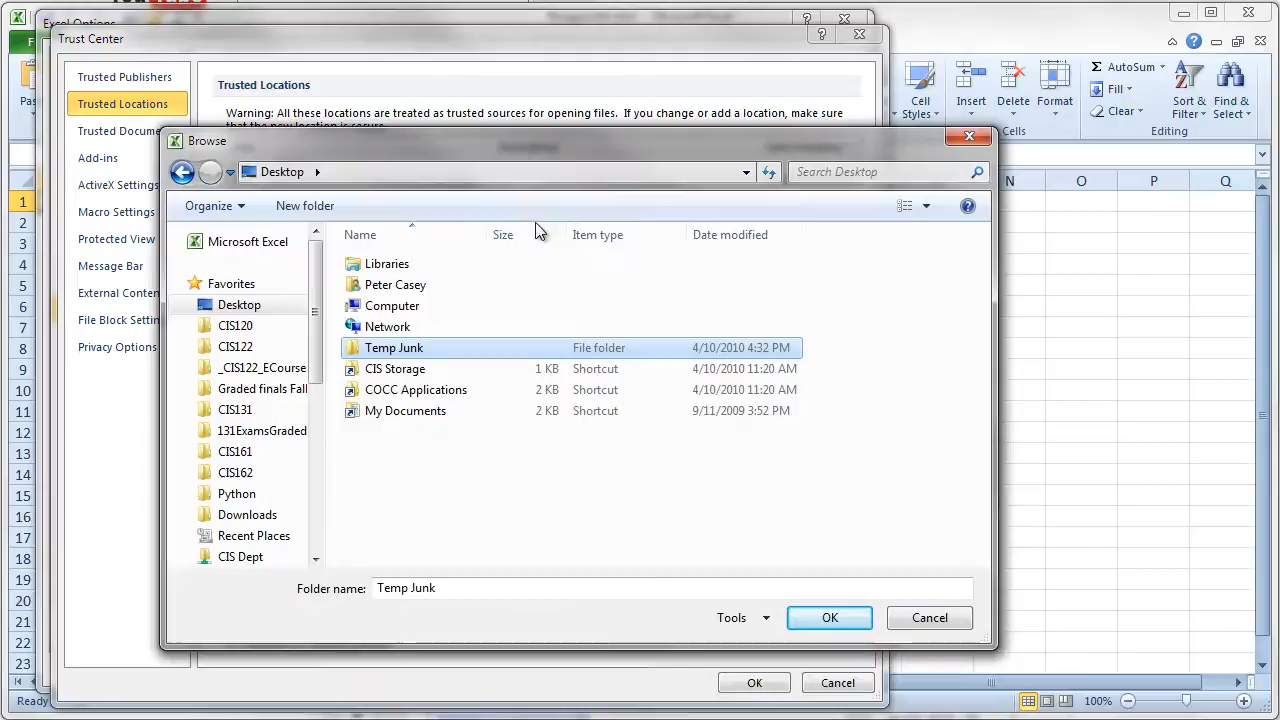 Excel Options
Trust Center
Trusted Publishers
Trusted Locations
Trusted Docume
Add-ins
ActiveX Settings
Macro Settings
Protected View
Message Bar
External Conten
File Block Settin
Privacy Options
Trusted Locations
Warning: All these locations are treated as trusted sources for opening files. If you change or add a location, make sure
that the new location is secure.
Browse
Desktop
Search Desktop
Organize
New folder
Microsoft Excel
Favorites
Desktop
CIS120
CIS122
_CIS122_ECourse
Graded finals Fall
CIS131
131ExamsGraded
CIS161
CIS162
Python
Downloads
Recent Places
CIS Dept
Name Size Item type Date modified
Libraries
Peter Casey
Computer
Network
Temp Junk File folder 4/10/2010 4:32 PM
CIS Storage 1 KB Shortcut 4/10/2010 11:20 AM
COCC Applications 2 KB Shortcut 4/10/2010 11:20 AM
My Documents 2 KB Shortcut 9/11/2009 3:52 PM
Folder name: Temp Junk
Tools
OK
Cancel
OK
Cancel
F
Pas
Cell
Styles
Insert
Delete
Format
Cells
AutoSum
Fill
Clear
Sort &
Filter
Find &
Select
Editing
N O P Q
1
2
3
4
5
6
7
8
9
10
11
12
13
14
15
16
17
18
19
20
21
22
23
Ready
100%